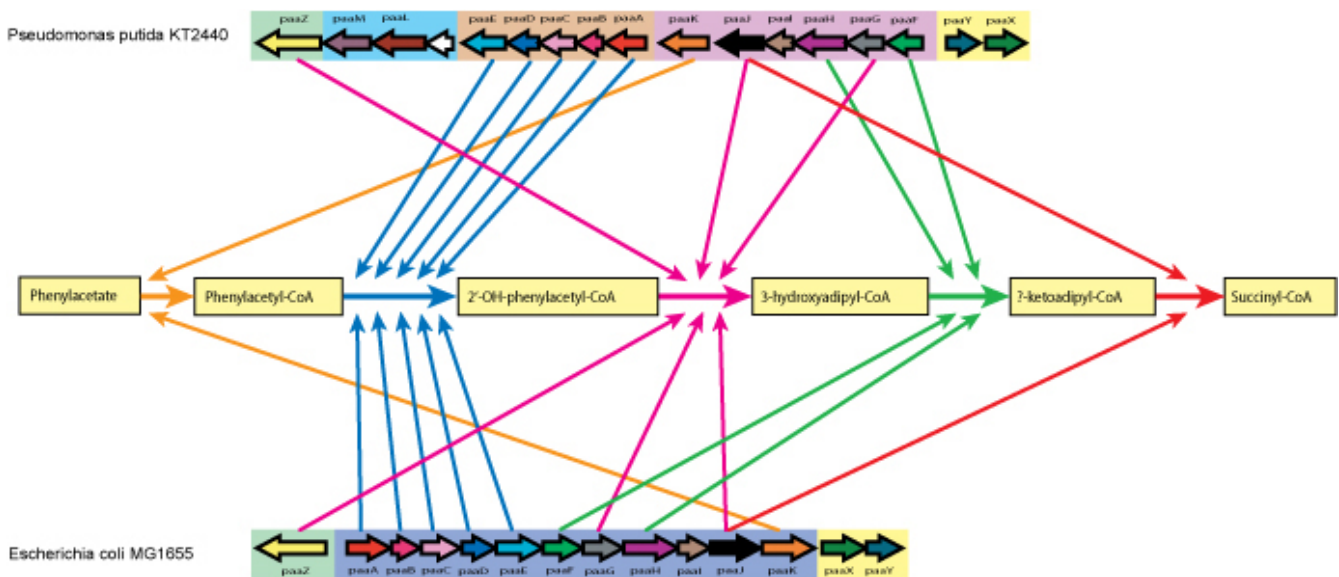 paaZ paaM paaL paaE paaD paaC paaB paaA paaK paaJ paaI paaH paaG paaF paaY paaX
Pseudomonas putida KT2440
Phenylacetate Phenylacetyl-CoA 2'-OH-phenylacetyl-CoA 3-hydroxyadipyl-CoA ?-ketoadipyl-CoA Succinyl-CoA
Escherichia coli MG1655
paaZ paaA paaB paaC paaD paaE paaF paaG paaH paaI paaJ paaK paaX paaY